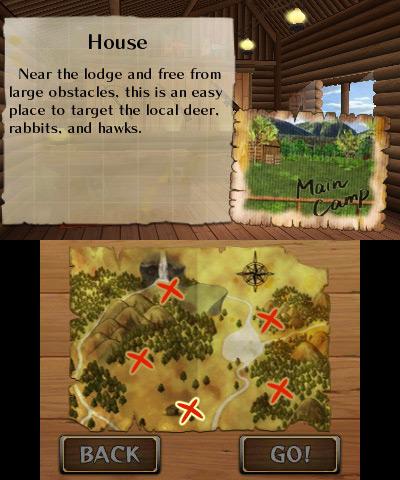 House
Near the lodge and free from
large obstacles, this is an easy
place to target the local deer,
rabbits, and hawks.
Main
Camp
BACK
GO!